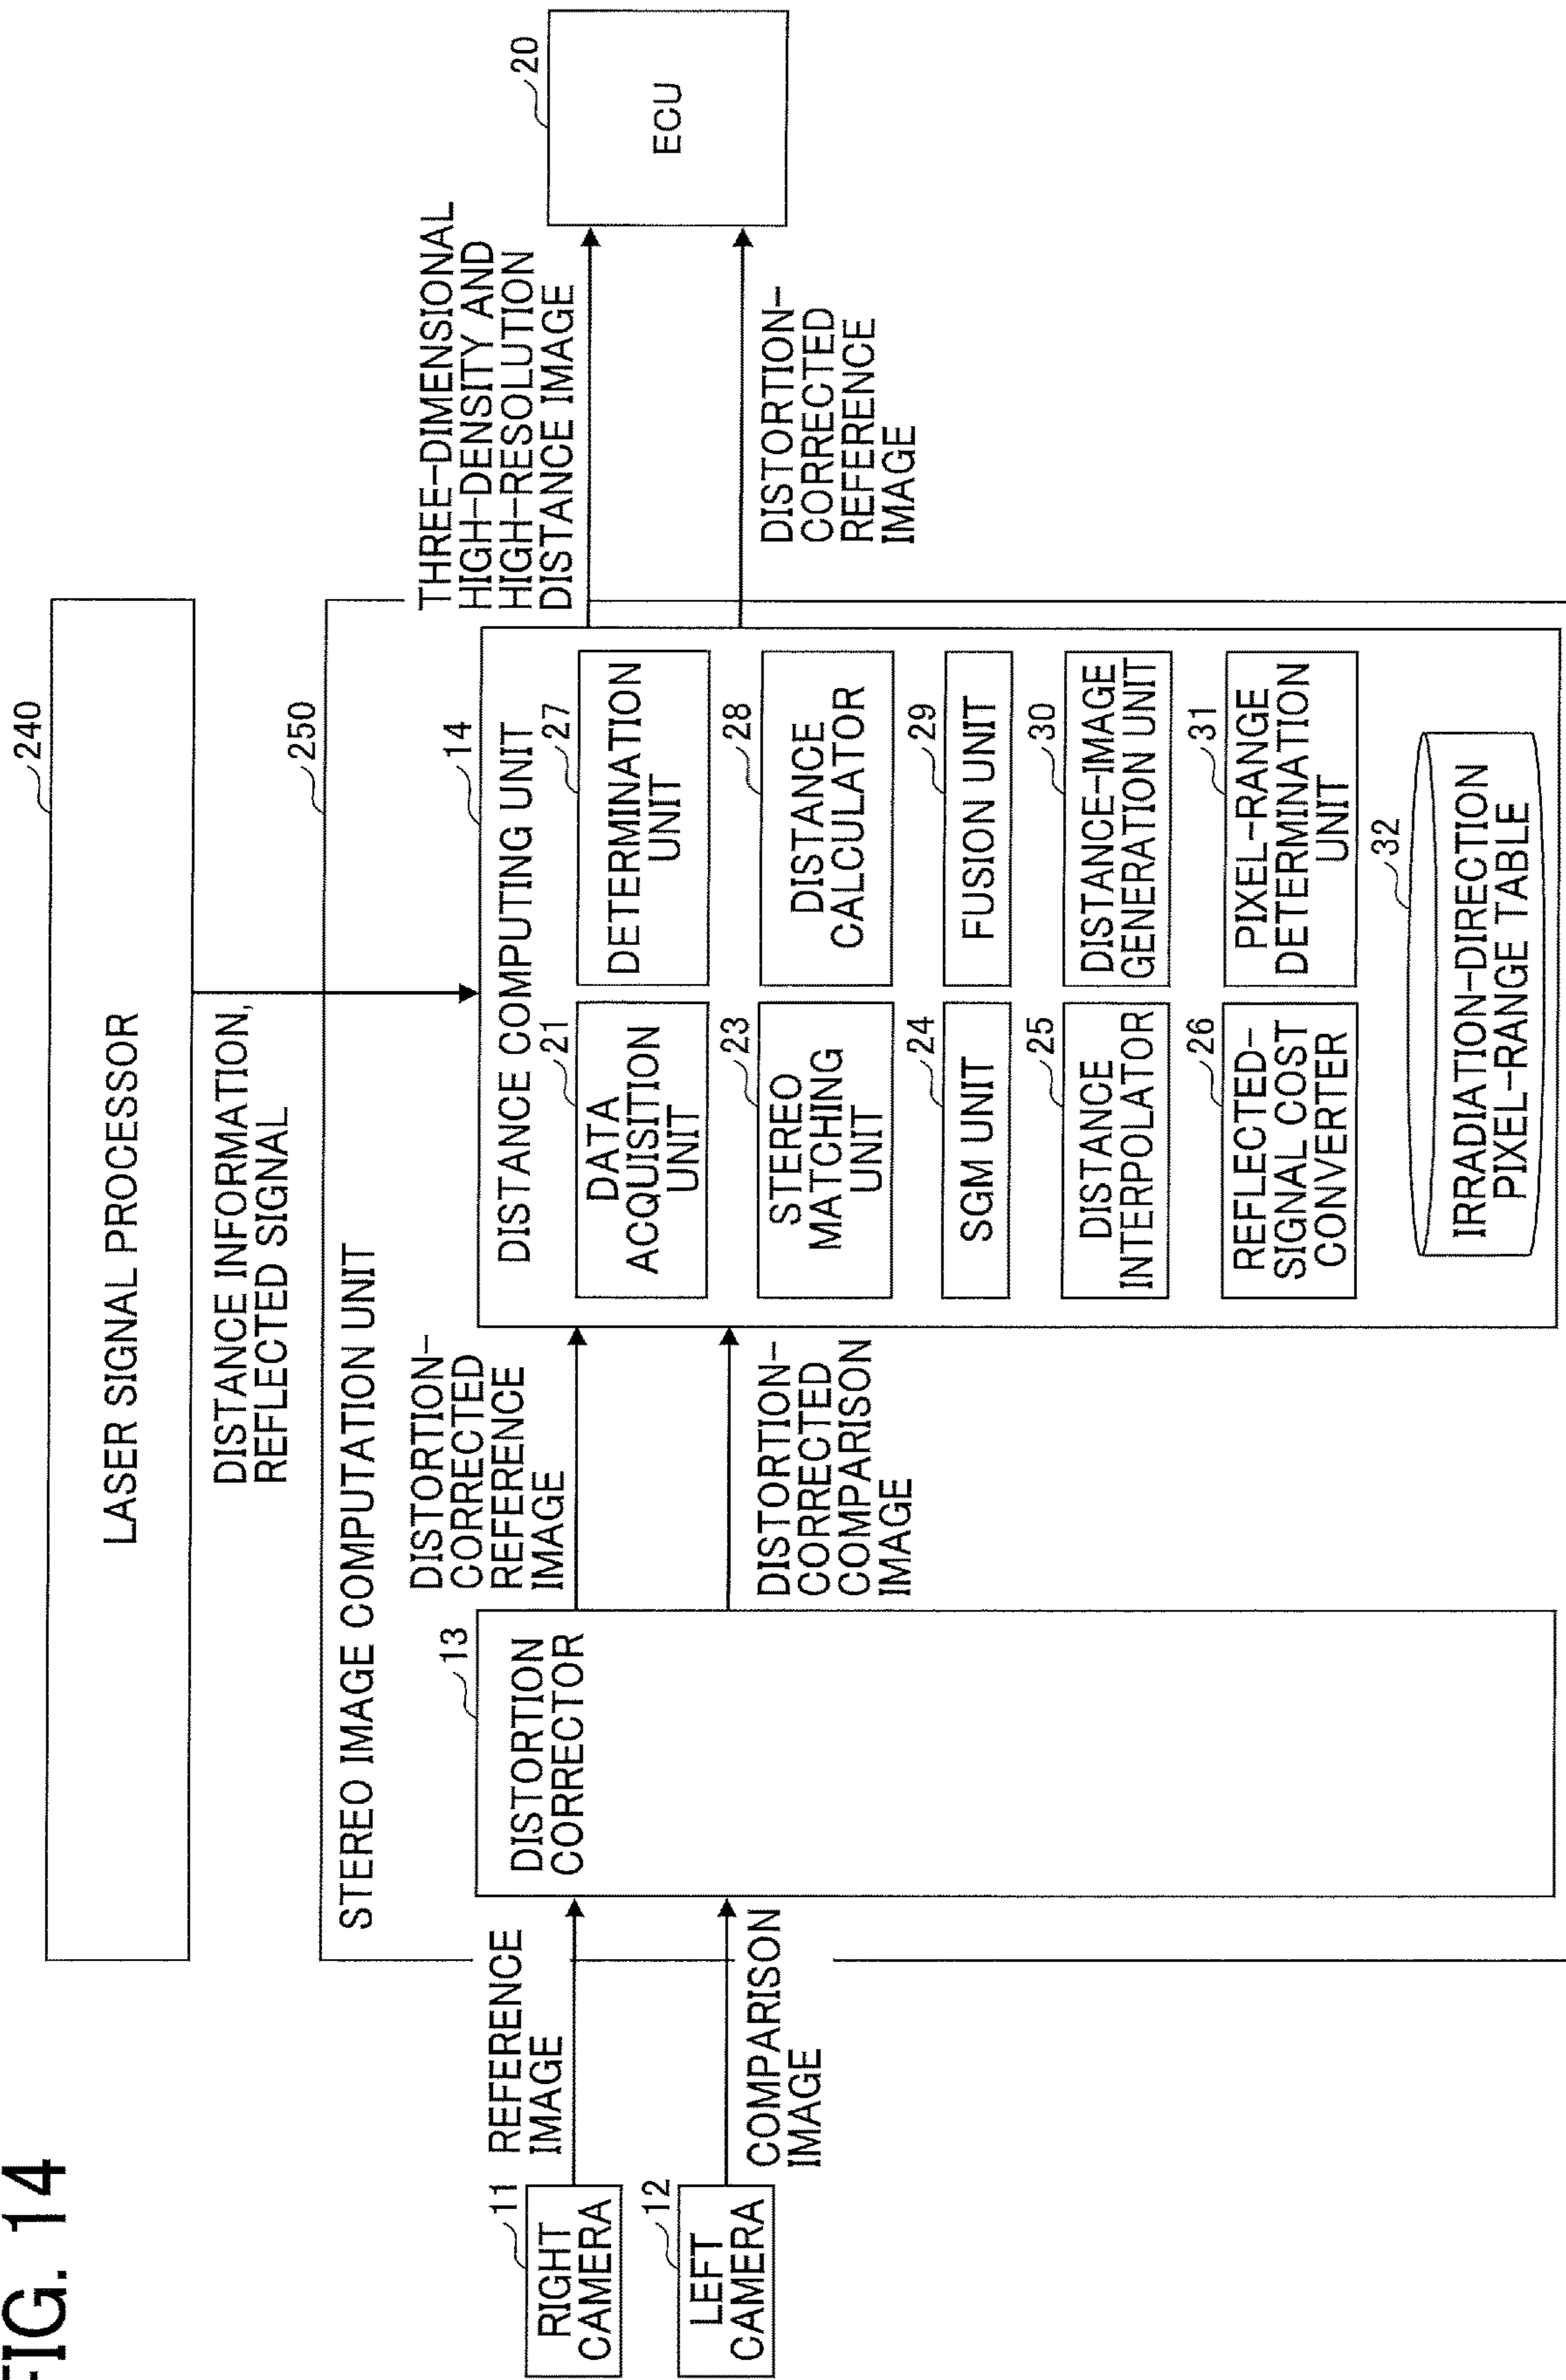 FIG. 14
240
LASER SIGNAL PROCESSOR
DISTANCE INFORMATION,
REFLECTED SIGNAL
250
STEREO IMAGE COMPUTATION UNIT
11
RIGHT
CAMERA
REFERENCE
IMAGE
12
LEFT
CAMERA
COMPARISON
IMAGE
13
DISTORTION
CORRECTOR
DISTORTION-
CORRECTED
REFERENCE
IMAGE
DISTORTION-
CORRECTED
COMPARISON
IMAGE
14
DISTANCE COMPUTING UNIT
21
DATA
ACQUISITION
UNIT
27
DETERMINATION
UNIT
23
STEREO
MATCHING
UNIT
28
DISTANCE
CALCULATOR
24
SGM UNIT
29
FUSION UNIT
25
DISTANCE
INTERPOLATOR
30
DISTANCE-IMAGE
GENERATION UNIT
26
REFLECTED-
SIGNAL COST
CONVERTER
31
PIXEL-RANGE
DETERMINATION
UNIT
32
IRRADIATION-DIRECTION
PIXEL-RANGE TABLE
THREE-DIMENSIONAL
HIGH-DENSITY AND
HIGH-RESOLUTION
DISTANCE IMAGE
DISTORTION-
CORRECTED
REFERENCE
IMAGE
20
ECU